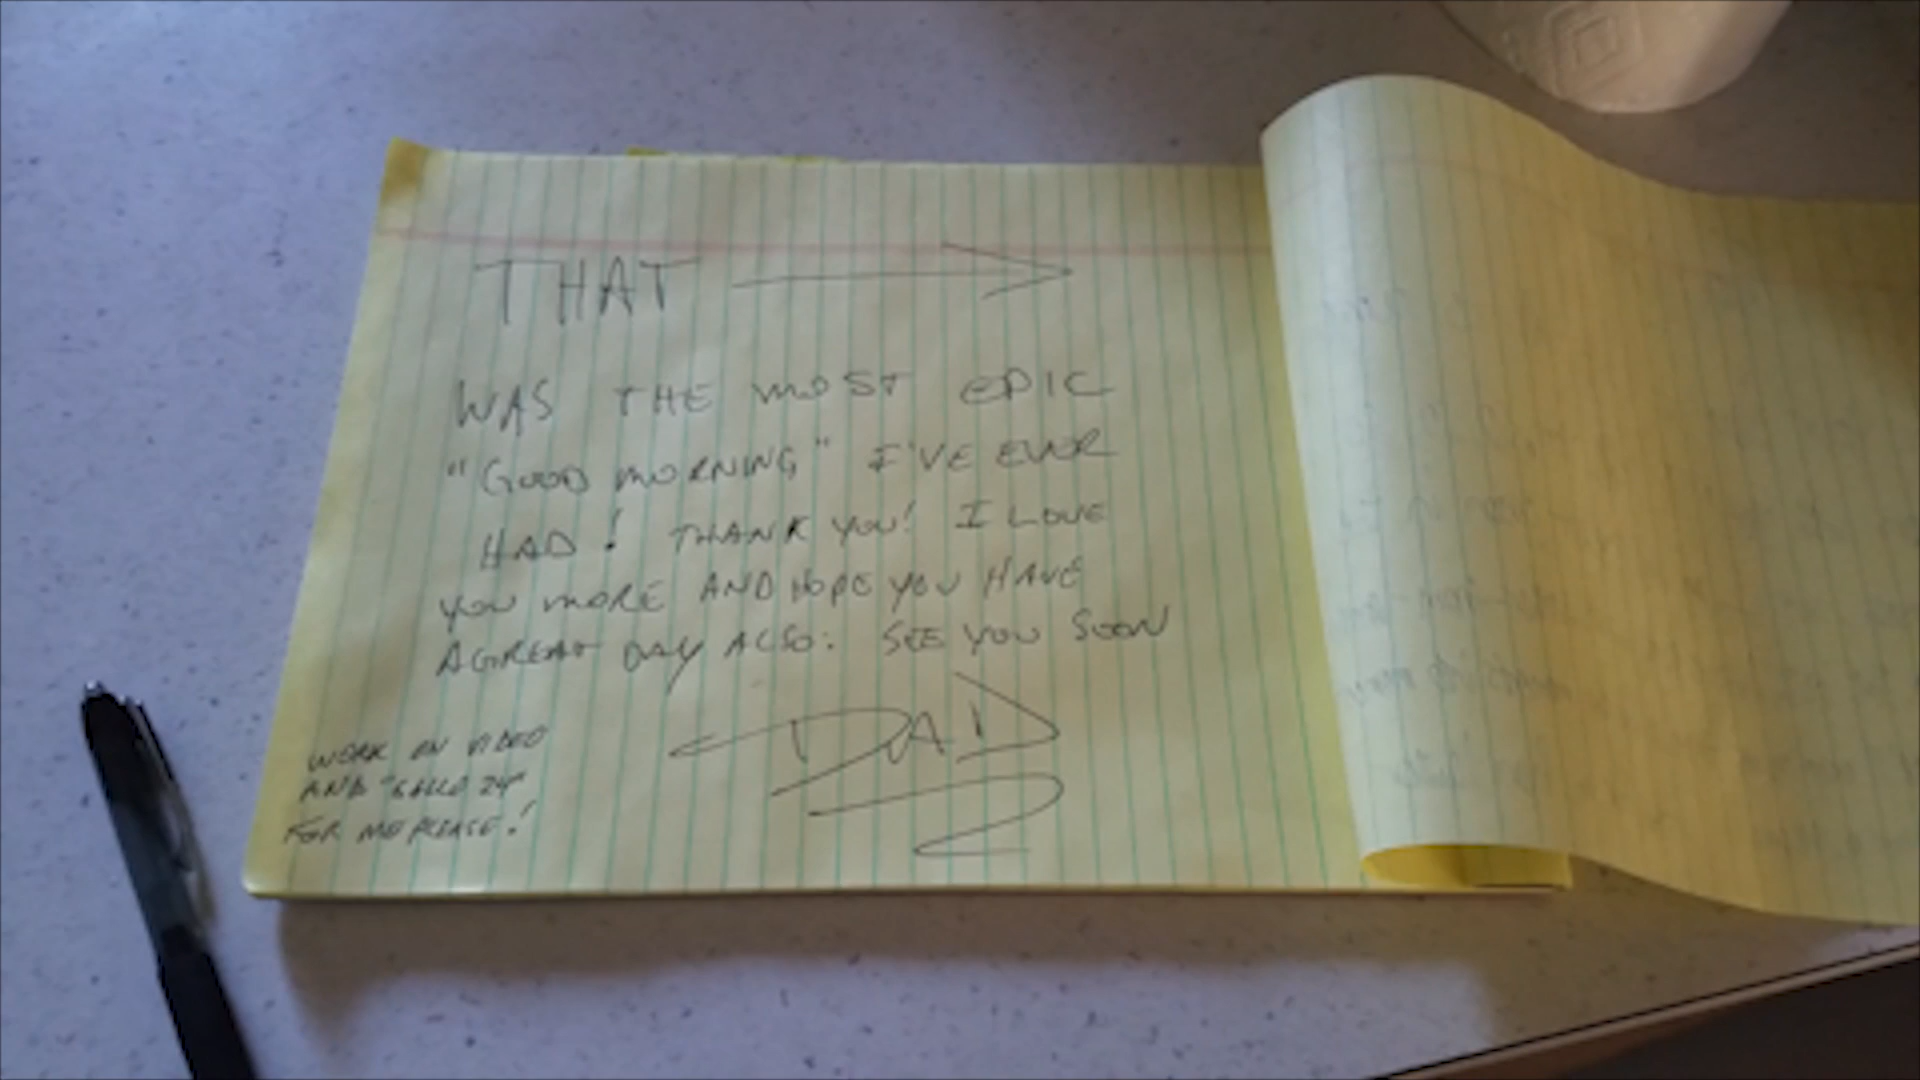 THAT
WAS THE MOST EPIC
"GOOD MORNING" I'VE EVER
HAD! THANK YOU! I LOVE
YOU MORE AND HOPE YOU HAVE
A GREAT DAY ALSO. SEE YOU SOON
DAD
WORK ON VIDEO
AND 24"
FOR ME PLEASE!